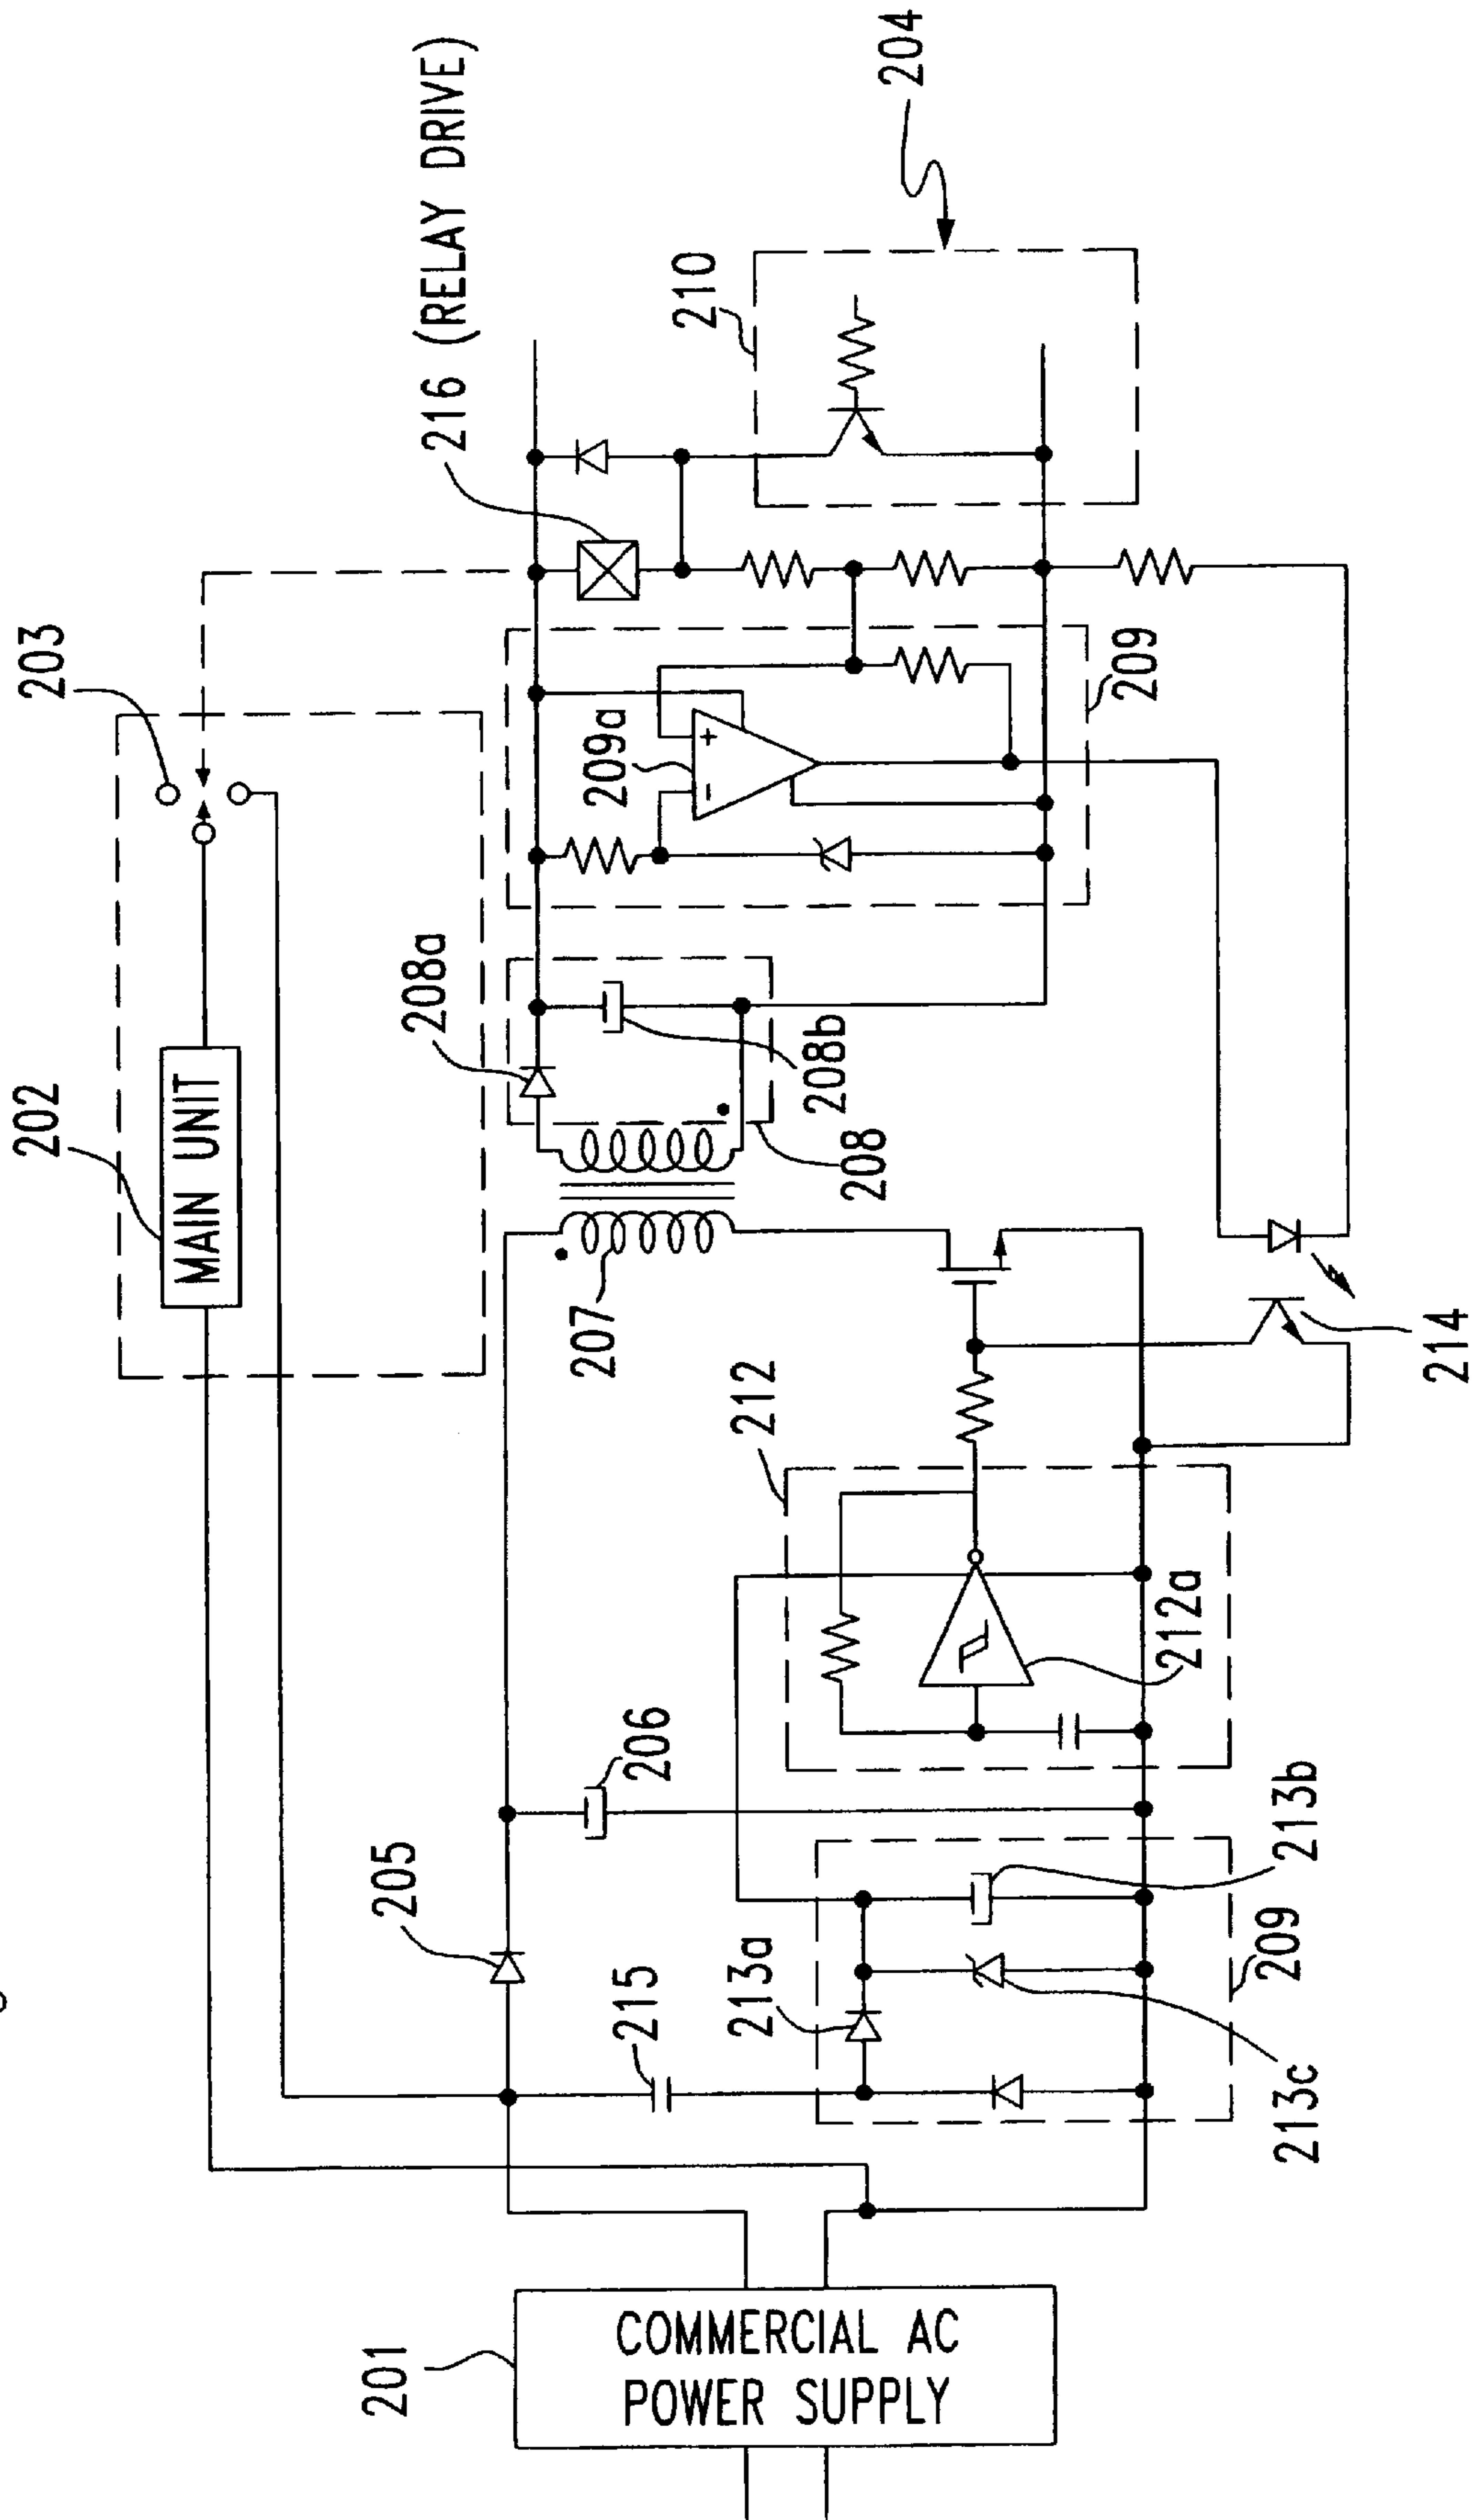 202
203
MAIN UNIT
216 (RELAY DRIVE)
208a
210
204
209a
205
207
206
208b
208
209
212
215
213a
212a
201
COMMERCIAL AC
POWER SUPPLY
213b
209
213c
214
+
−